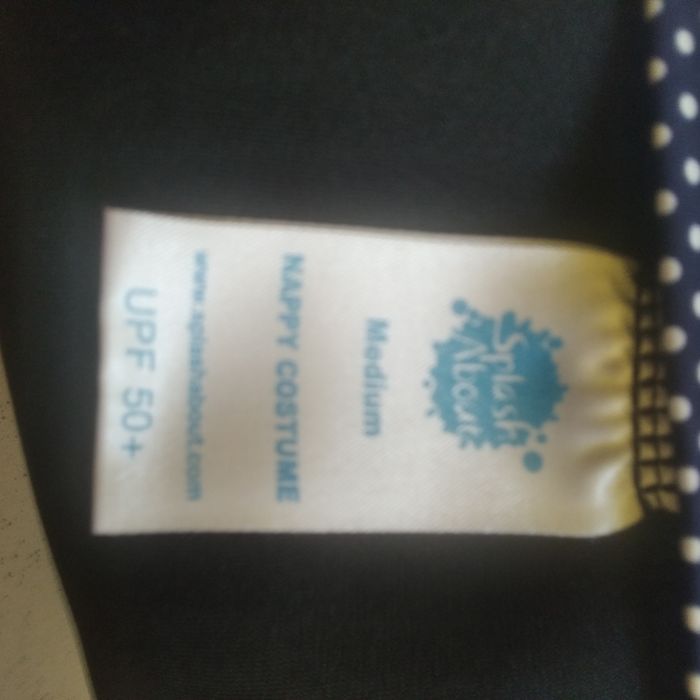 Splash
About
Medium
NAPPY COSTUME
www.splashabout.com
UPF 50+